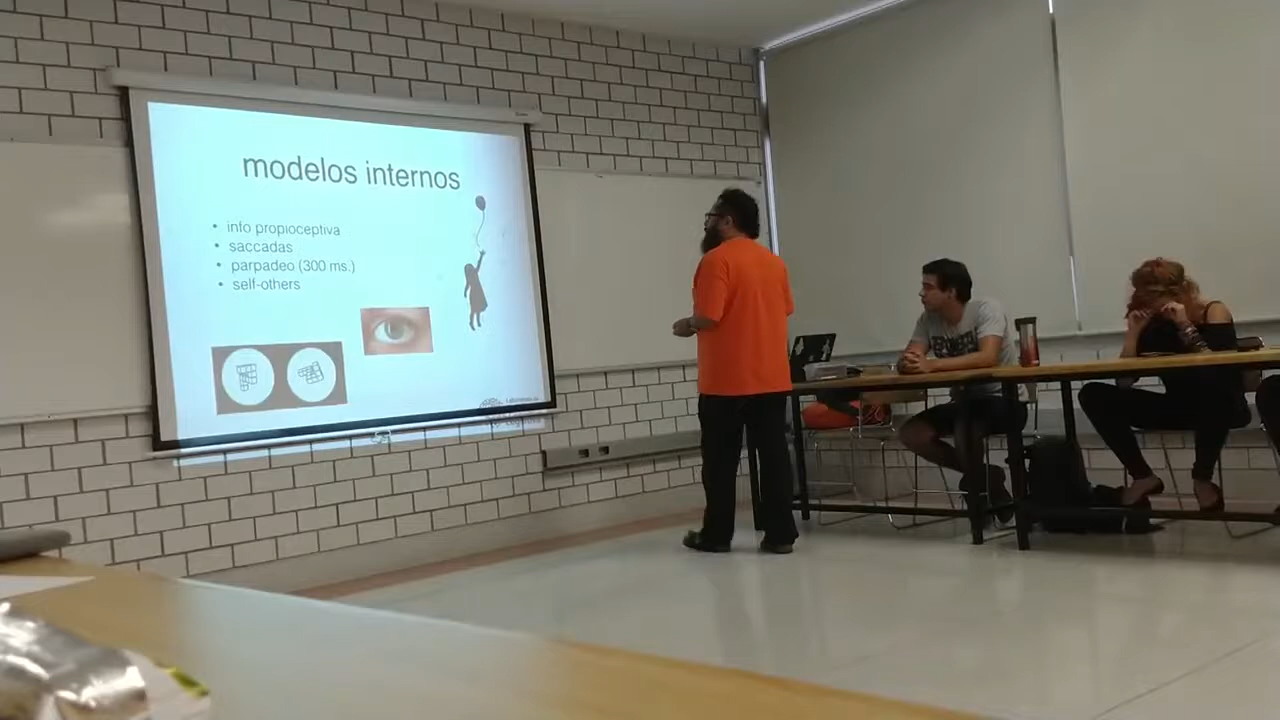 modelos internos
• info propioceptiva
• saccadas
• parpadeo (300 ms.)
• self-others